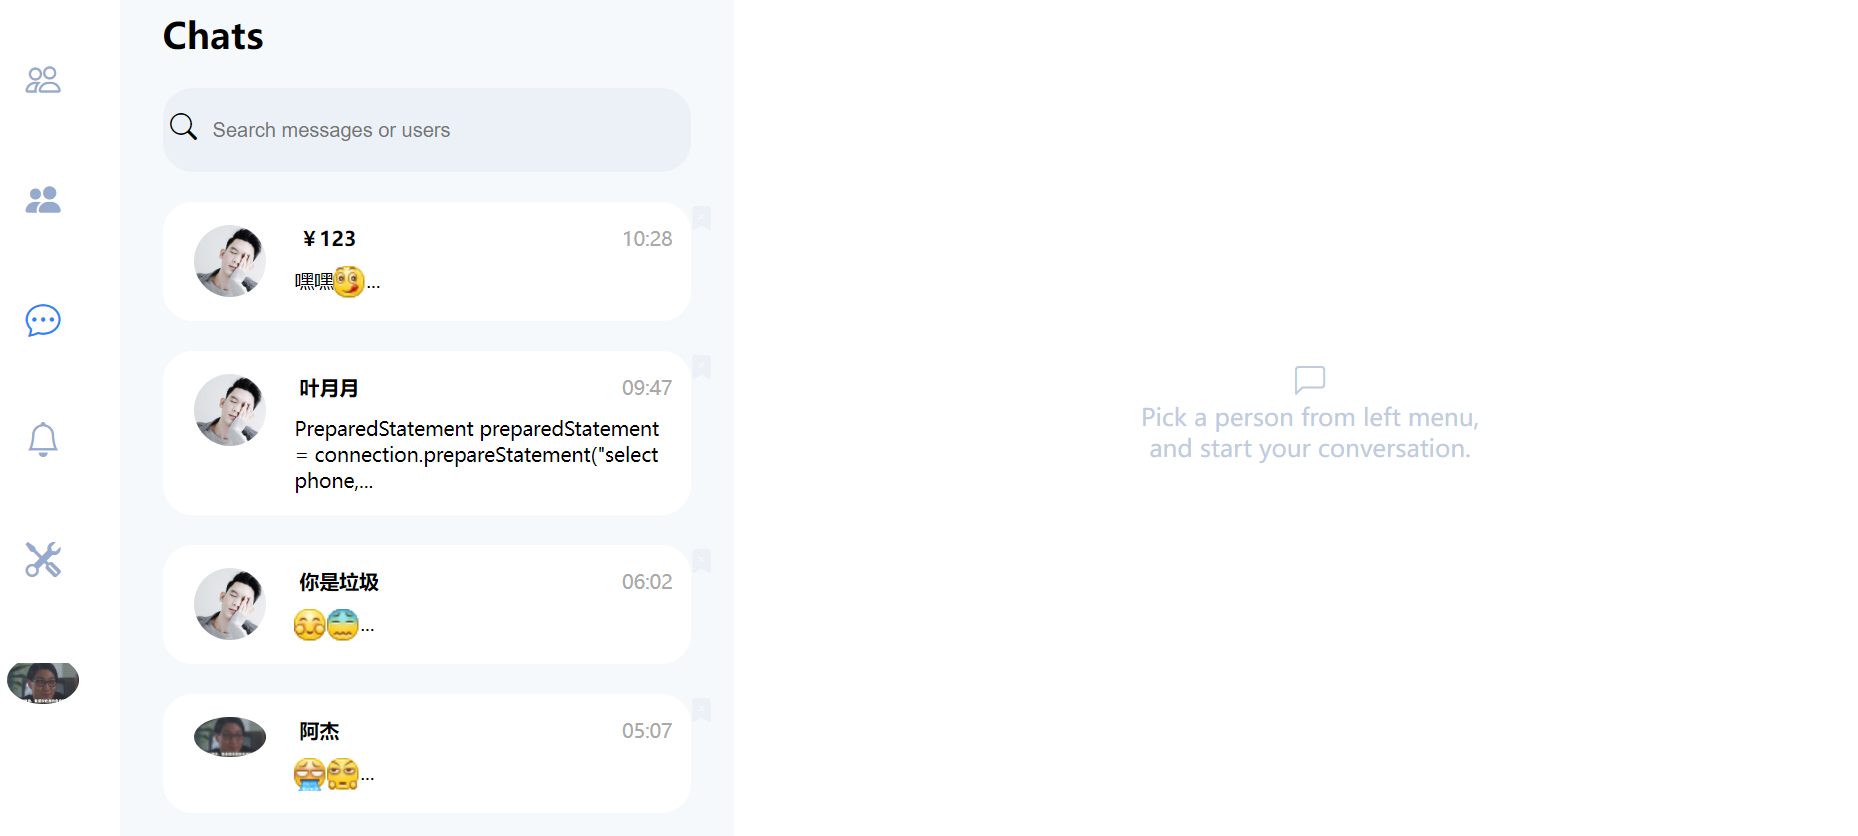 Chats
Search messages or users
￥123
10:28
嘿嘿...
叶月月
09:47
PreparedStatement preparedStatement
= connection.prepareStatement("select
phone,...
你是垃圾
06:02
...
阿杰
05:07
...
Pick a person from left menu,
and start your conversation.